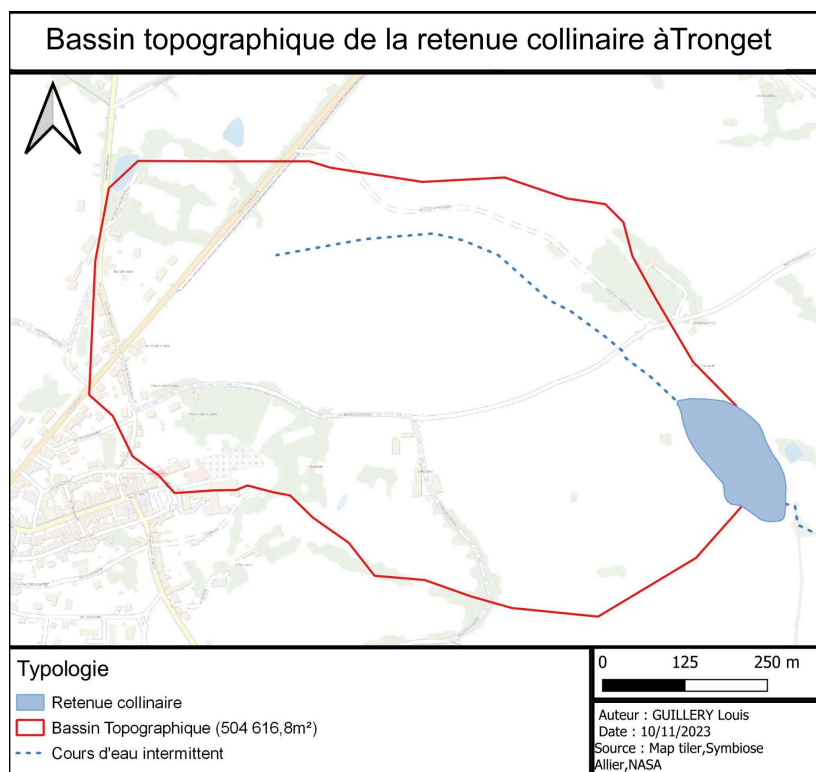 Bassin topographique de la retenue collinaire àTronget
Typologie
Retenue collinaire
Bassin Topographique (504 616,8m²)
Cours d'eau intermittent
0 125 250 m
Auteur : GUILLERY Louis
Date : 10/11/2023
Source : Map tiler,Symbiose
Allier,NASA